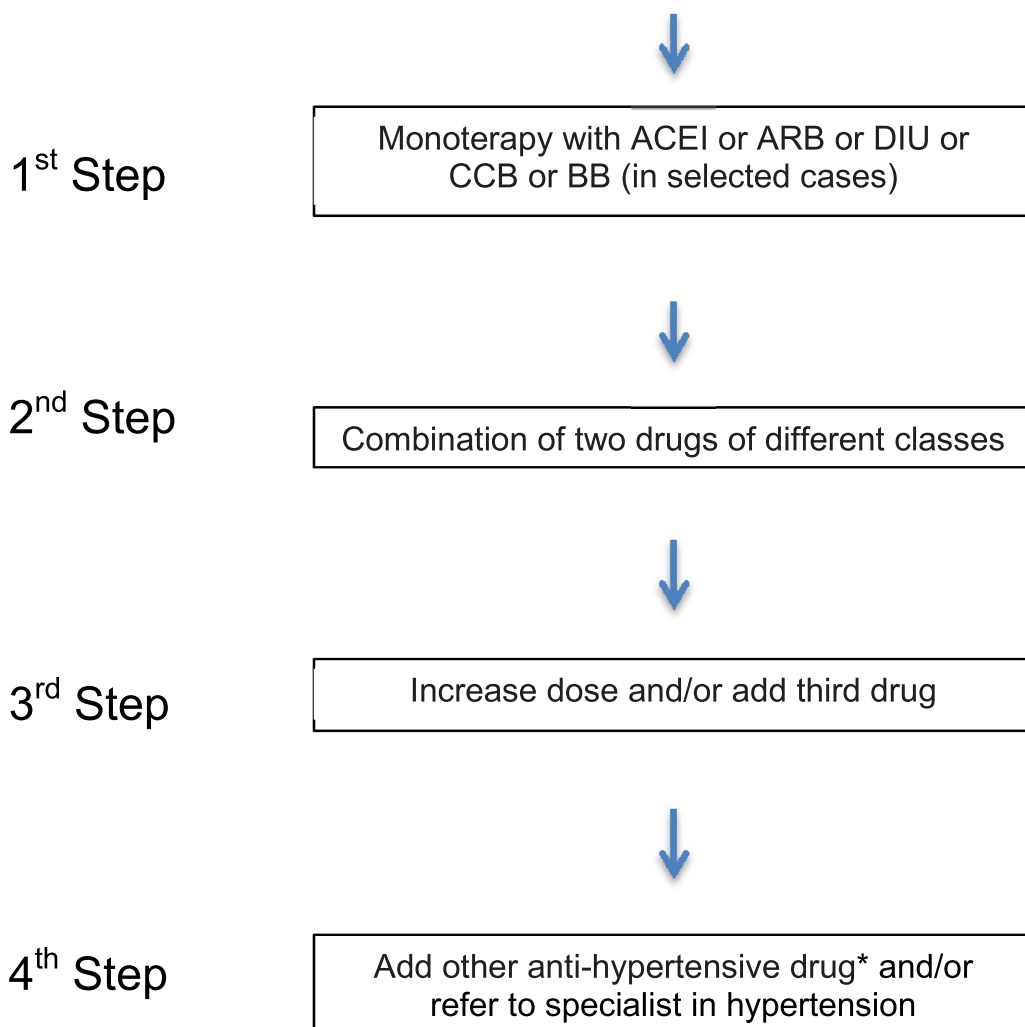 1st Step
Monoterapy with ACEI or ARB or DIU or
CCB or BB (in selected cases)
2nd Step
Combination of two drugs of different classes
3rd Step
Increase dose and/or add third drug
4th Step
Add other anti-hypertensive drug* and/or
refer to specialist in hypertension